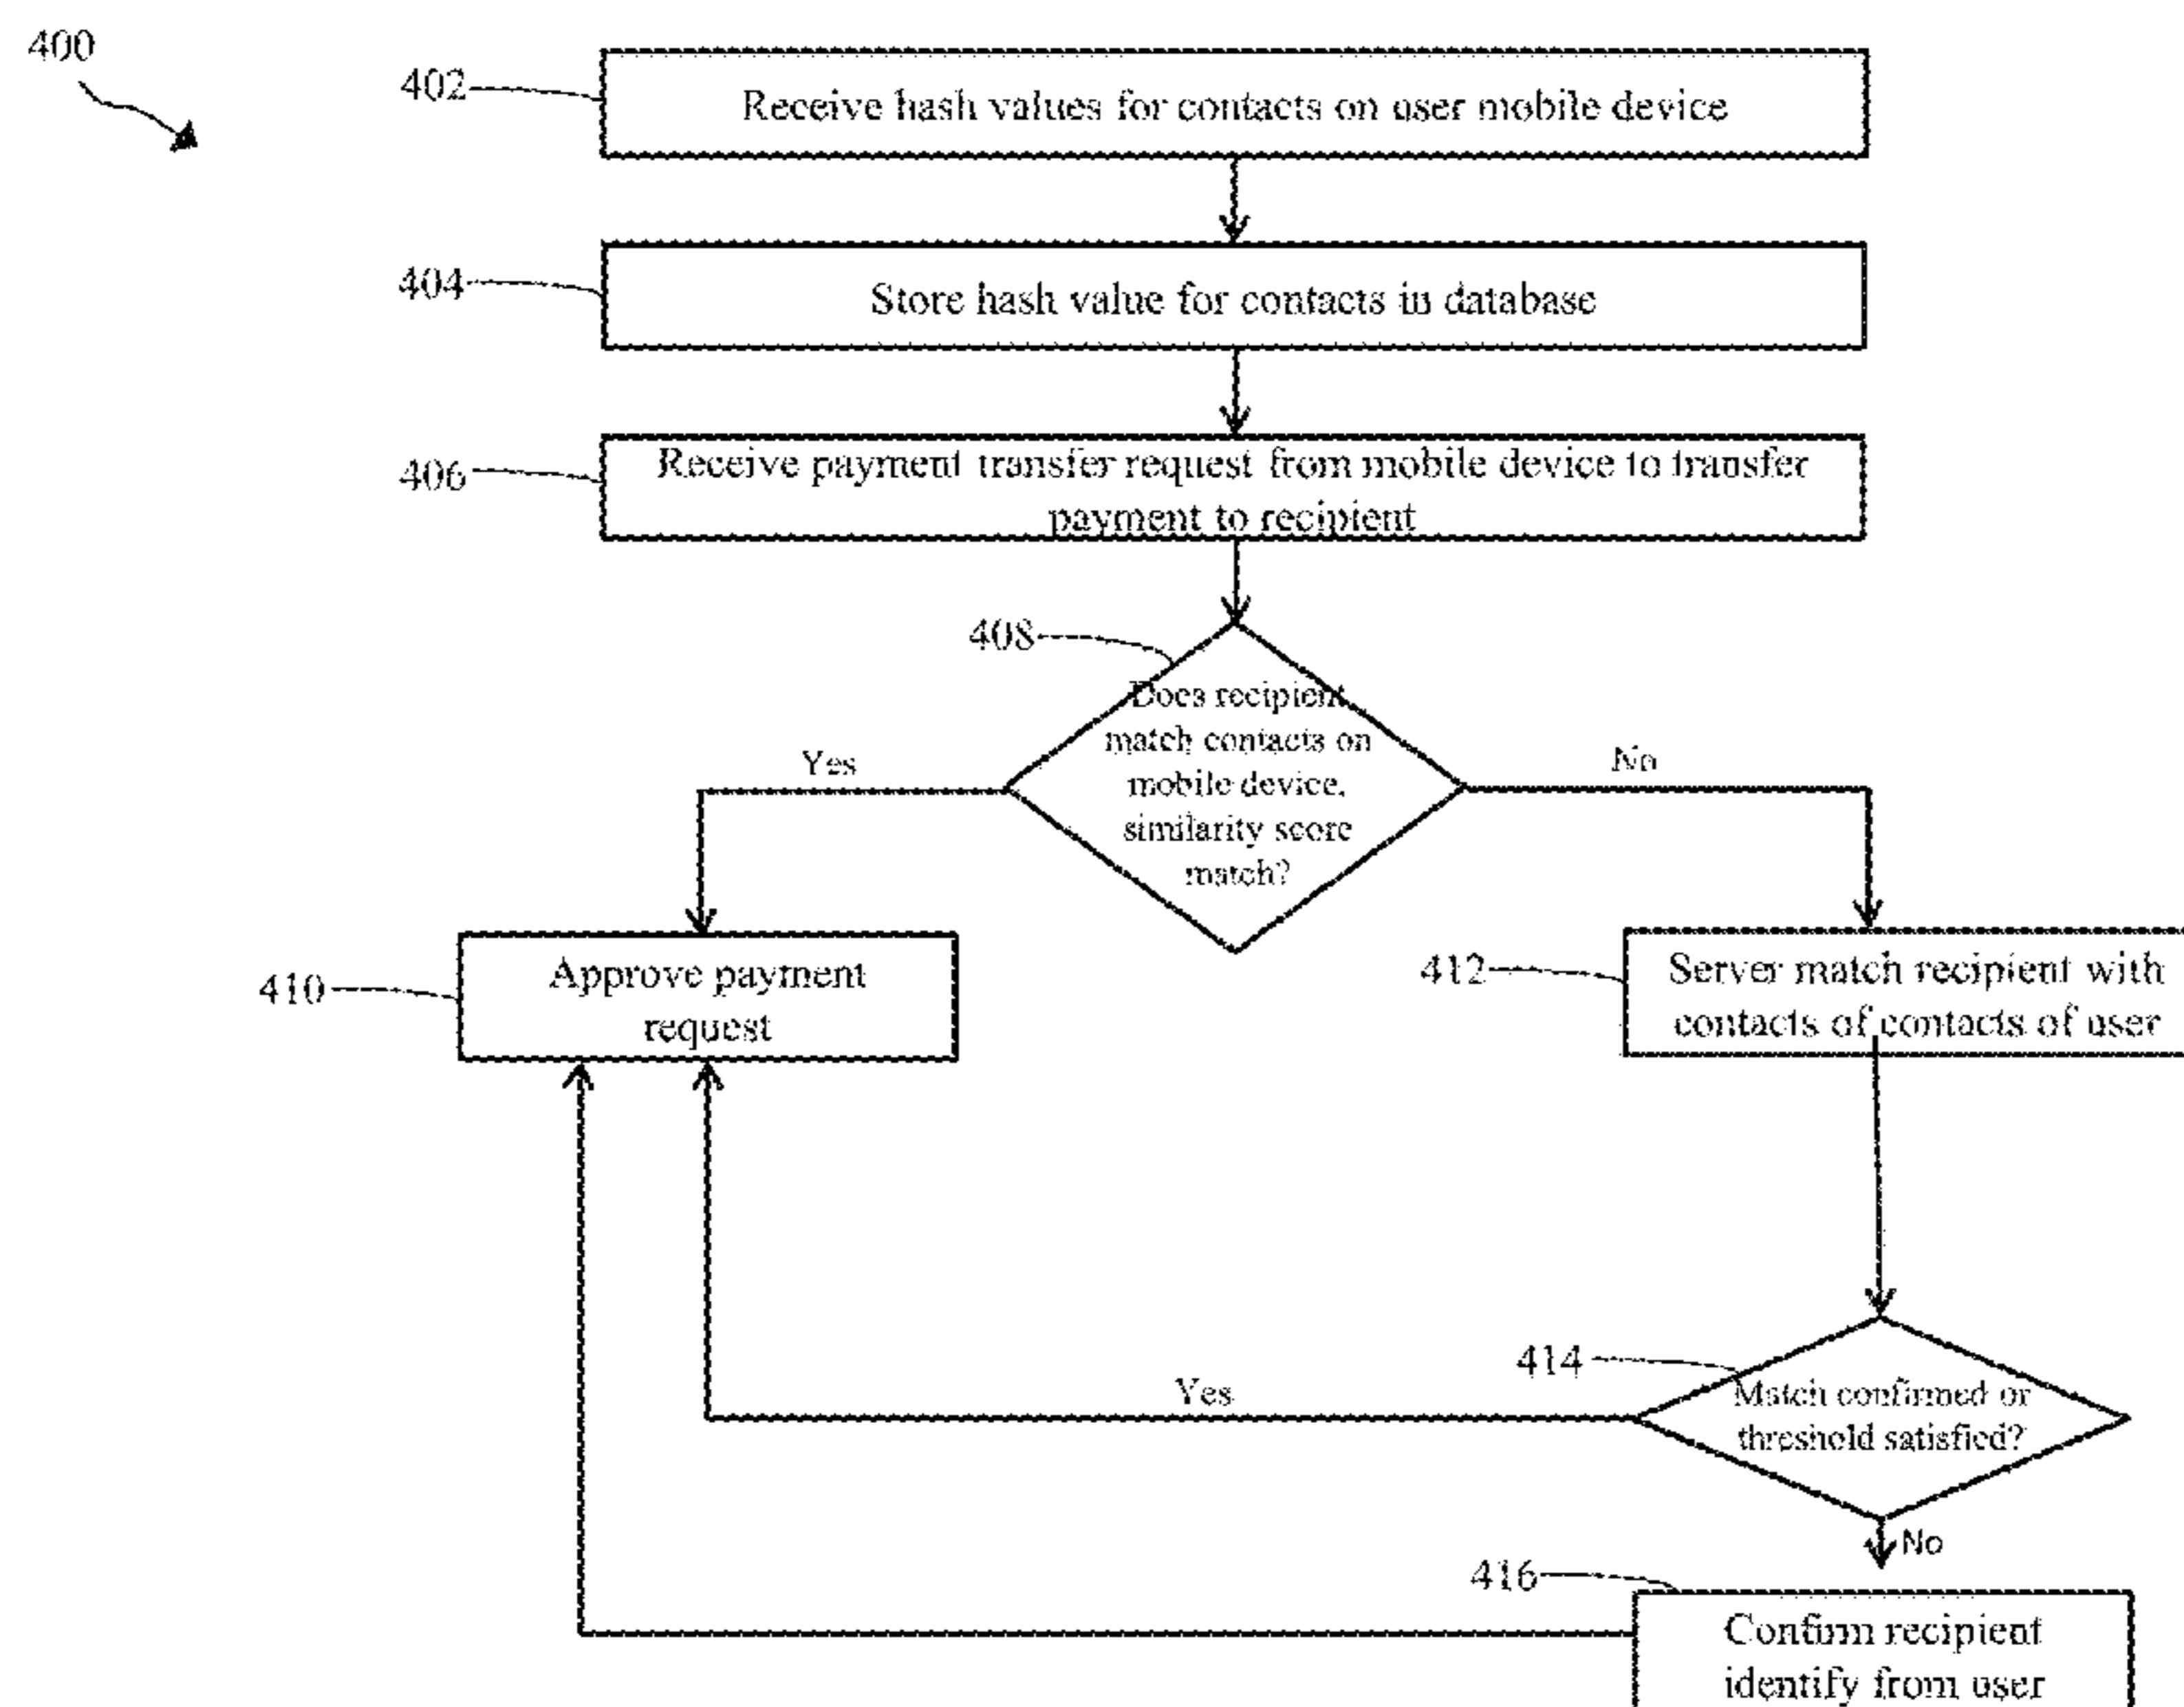 400
402
Receive hash values for contacts on user mobile device
404
Store hash value for contacts in database
406
Receive payment transfer request from mobile device to transfer
payment to recipient
408
Does recipient
match contacts on
mobile device,
similarity score
match?
Yes
No
410
Approve payment
request
412
Server match recipient with
contacts of contacts of user
414
Match confirmed or
threshold satisfied?
Yes
No
416
Confirm recipient
identify from user